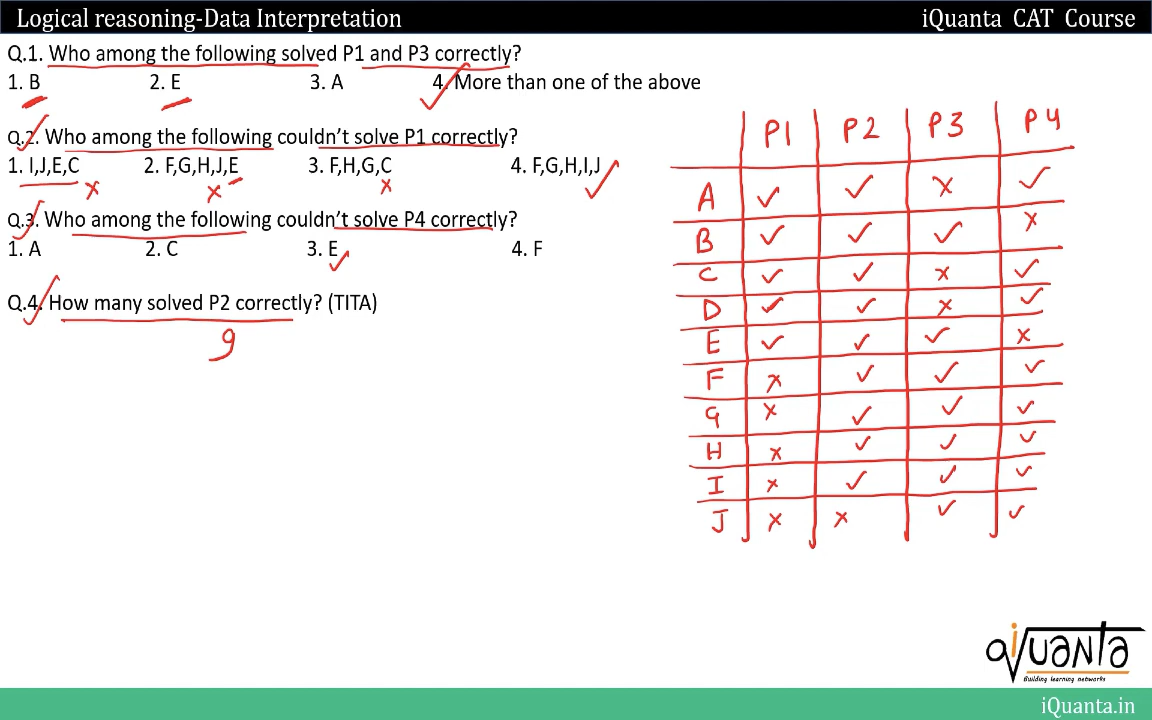 Logical reasoning-Data Interpretation iQuanta CAT Course
Q.1. Who among the following solved P1 and P3 correctly?
1. B 2. E 3. A 4. More than one of the above
Q.2. Who among the following couldn't solve P1 correctly?
1. I,J,E,C 2. F,G,H,J,E 3. F,H,G,C 4. F,G,H,I,J
Q.3. Who among the following couldn't solve P4 correctly?
1. A 2. C 3. E 4. F
Q.4. How many solved P2 correctly? (TITA)
9
P1 P2 P3 P4
A ✓ ✓ x ✓
B ✓ ✓ ✓ x
C ✓ ✓ x ✓
D ✓ ✓ x ✓
E ✓ ✓ ✓ x
F x ✓ ✓ ✓
G x ✓ ✓ ✓
H x ✓ ✓ ✓
I x ✓ ✓ ✓
J x x ✓ ✓
iQuanta
Building learning networks
iQuanta.in